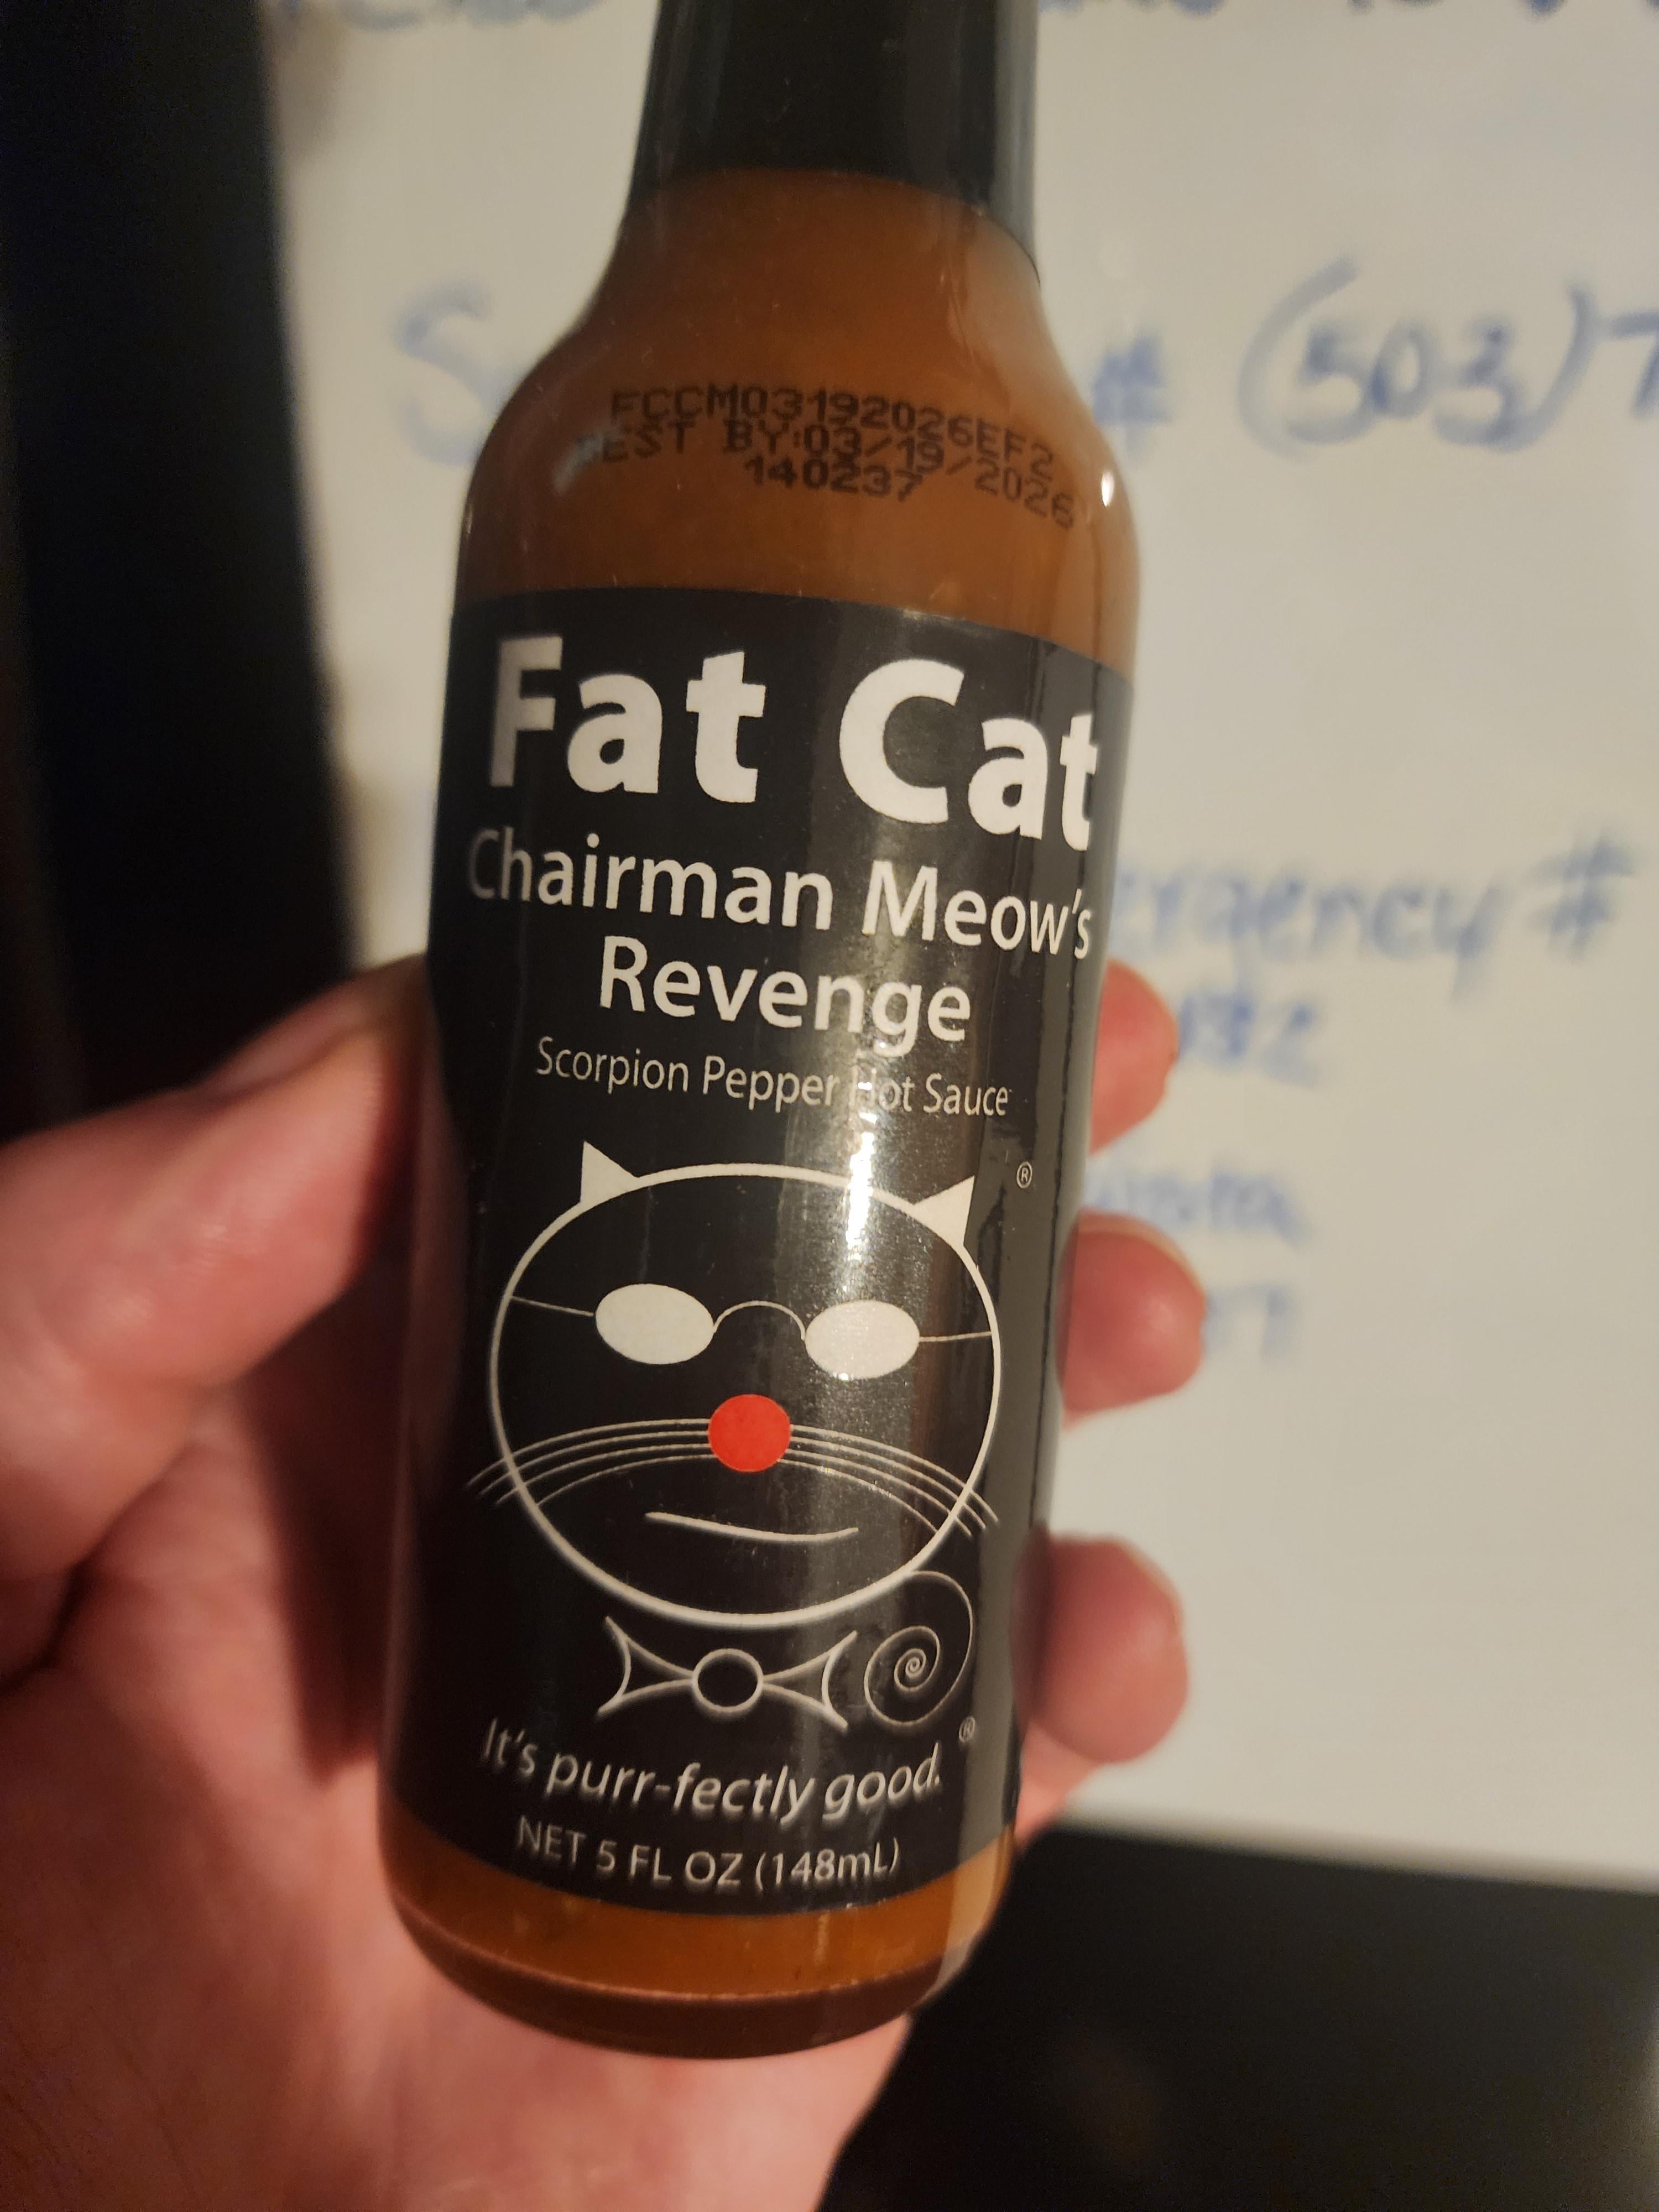 FCCM03192026EF2
BEST BY:03/19/2026
140237
# (503)7
Fat Cat
Chairman Meow's
Revenge
Scorpion Pepper Hot Sauce
®
#
It's purr-fectly good.®
NET 5 FL OZ (148mL)